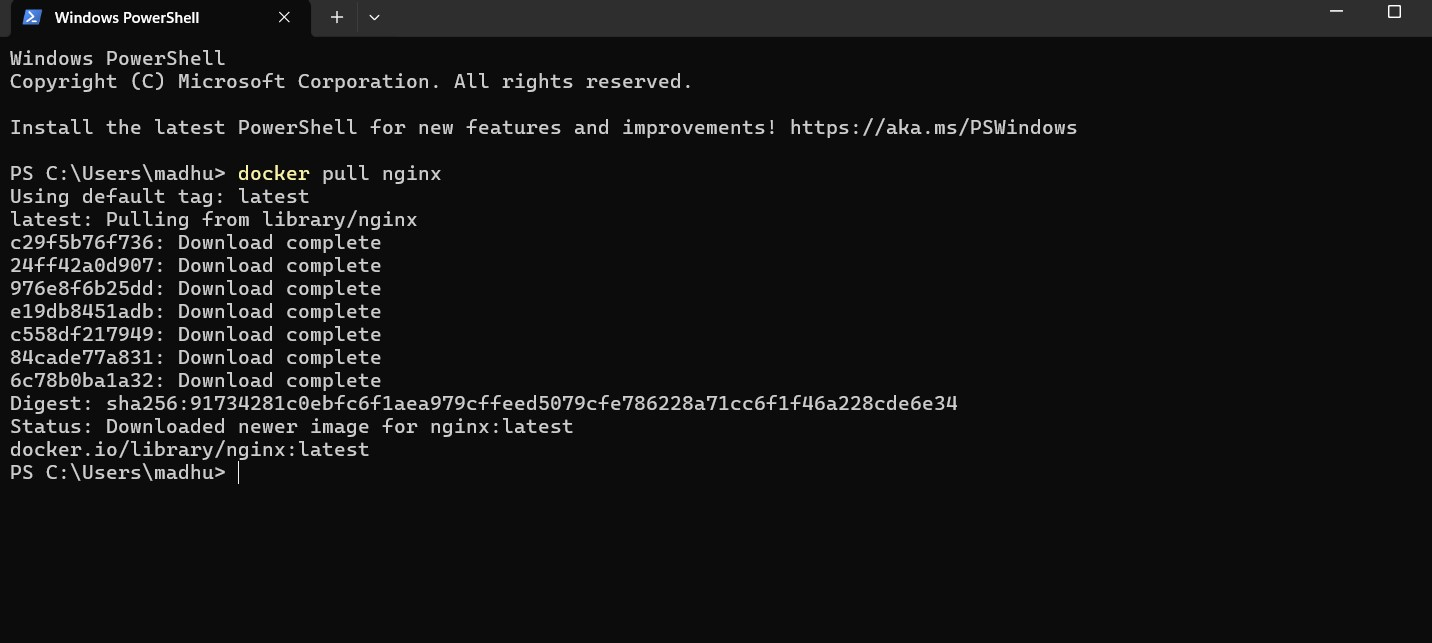 Windows PowerShell
Windows PowerShell
Copyright (C) Microsoft Corporation. All rights reserved.
Install the latest PowerShell for new features and improvements! https://aka.ms/PSWindows
PS C:\Users\madhu> docker pull nginx
Using default tag: latest
latest: Pulling from library/nginx
c29f5b76f736: Download complete
24ff42a0d907: Download complete
976e8f6b25dd: Download complete
e19db8451adb: Download complete
c558df217949: Download complete
84cade77a831: Download complete
6c78b0ba1a32: Download complete
Digest: sha256:91734281c0ebfc6f1aea979cffeed5079cfe786228a71cc6f1f46a228cde6e34
Status: Downloaded newer image for nginx:latest
docker.io/library/nginx:latest
PS C:\Users\madhu>